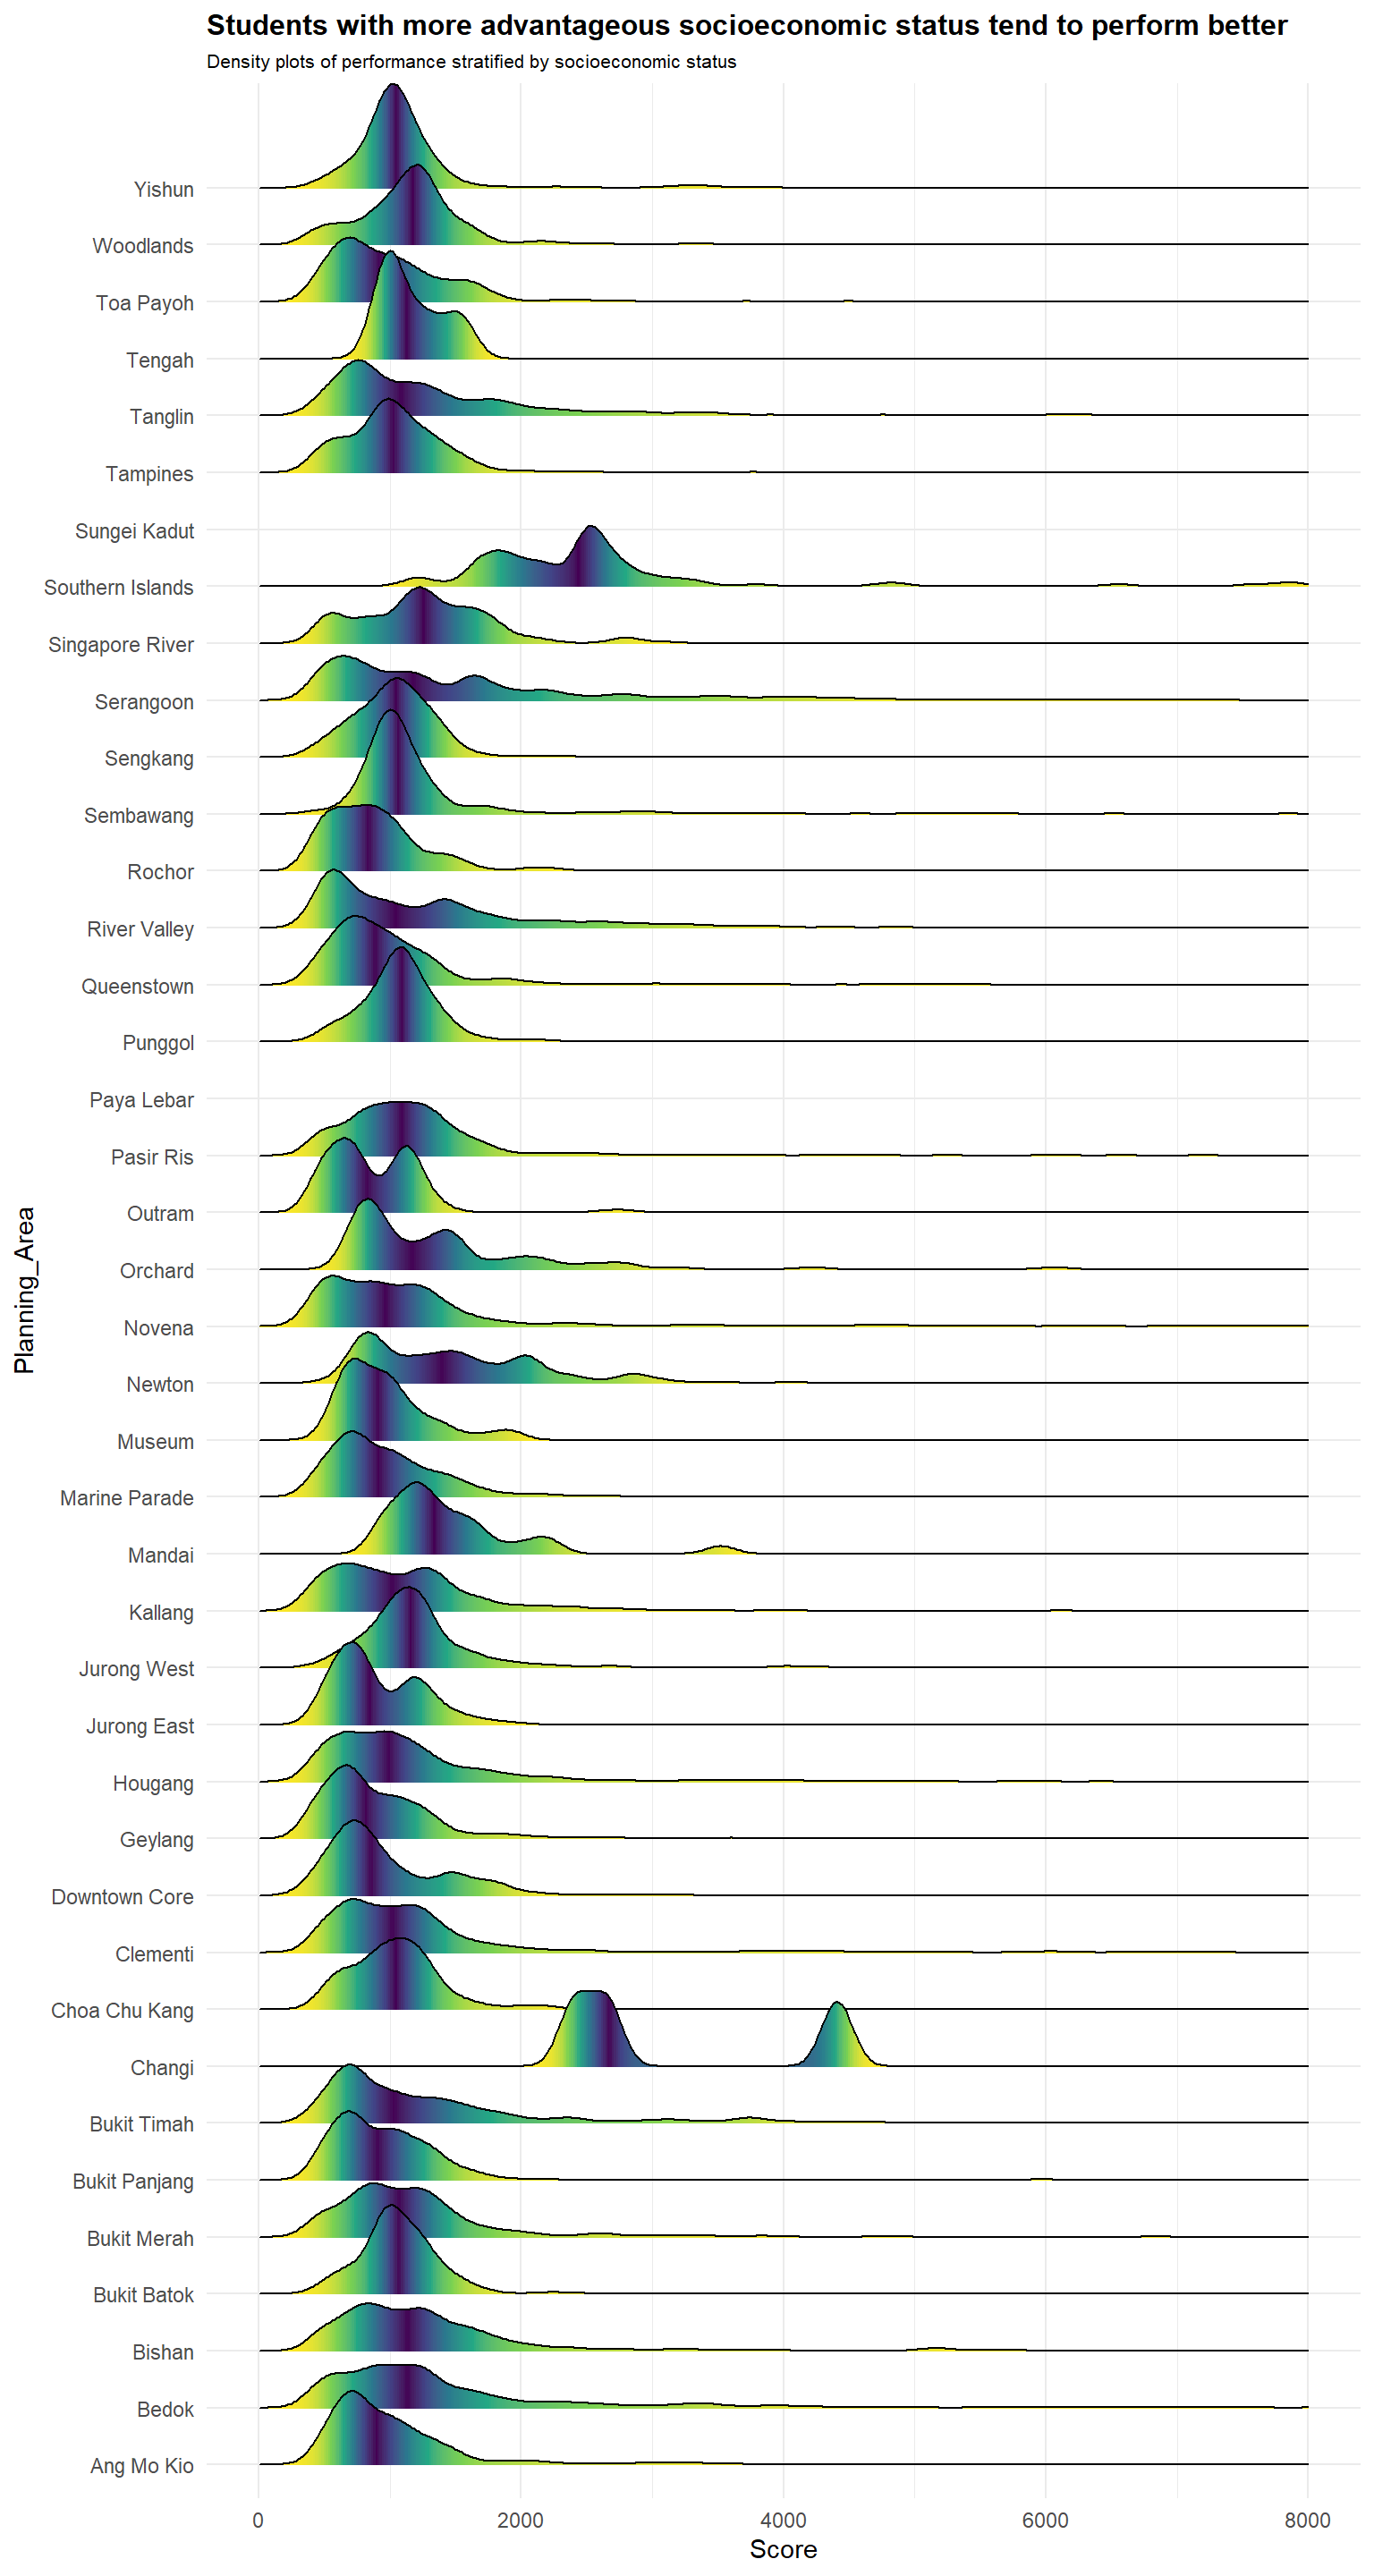 Students with more advantageous socioeconomic status tend to perform better
Density plots of performance stratified by socioeconomic status
Yishun
Woodlands
Toa Payoh
Tengah
Tanglin
Tampines
Sungei Kadut
Southern Islands
Singapore River
Serangoon
Sengkang
Sembawang
Rochor
River Valley
Queenstown
Punggol
Paya Lebar
Pasir Ris
Outram
Orchard
Novena
Newton
Museum
Marine Parade
Mandai
Kallang
Jurong West
Jurong East
Hougang
Geylang
Downtown Core
Clementi
Choa Chu Kang
Changi
Bukit Timah
Bukit Panjang
Bukit Merah
Bukit Batok
Bishan
Bedok
Ang Mo Kio
Planning_Area
0 2000 4000 6000 8000
Score